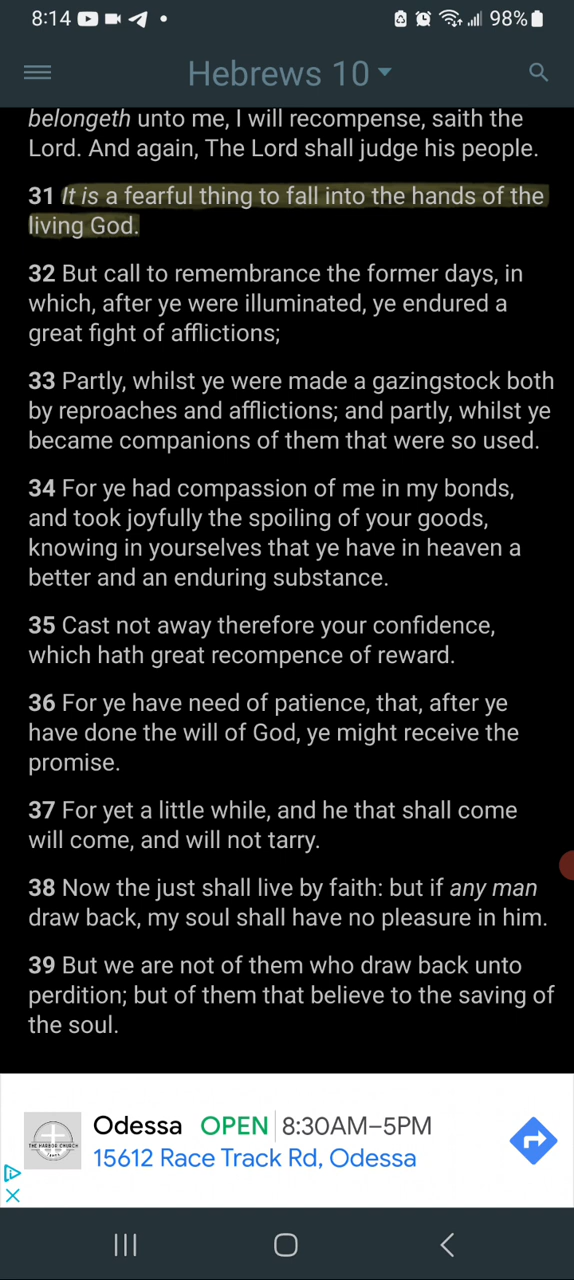 8:14 98%
Hebrews 10
belongeth unto me, I will recompense, saith the
Lord. And again, The Lord shall judge his people.
31 It is a fearful thing to fall into the hands of the
living God.
32 But call to remembrance the former days, in
which, after ye were illuminated, ye endured a
great fight of afflictions;
33 Partly, whilst ye were made a gazingstock both
by reproaches and afflictions; and partly, whilst ye
became companions of them that were so used.
34 For ye had compassion of me in my bonds,
and took joyfully the spoiling of your goods,
knowing in yourselves that ye have in heaven a
better and an enduring substance.
35 Cast not away therefore your confidence,
which hath great recompence of reward.
36 For ye have need of patience, that, after ye
have done the will of God, ye might receive the
promise.
37 For yet a little while, and he that shall come
will come, and will not tarry.
38 Now the just shall live by faith: but if any man
draw back, my soul shall have no pleasure in him.
39 But we are not of them who draw back unto
perdition; but of them that believe to the saving of
the soul.
THE HARBOR CHURCH
Odessa OPEN 8:30AM–5PM
15612 Race Track Rd, Odessa